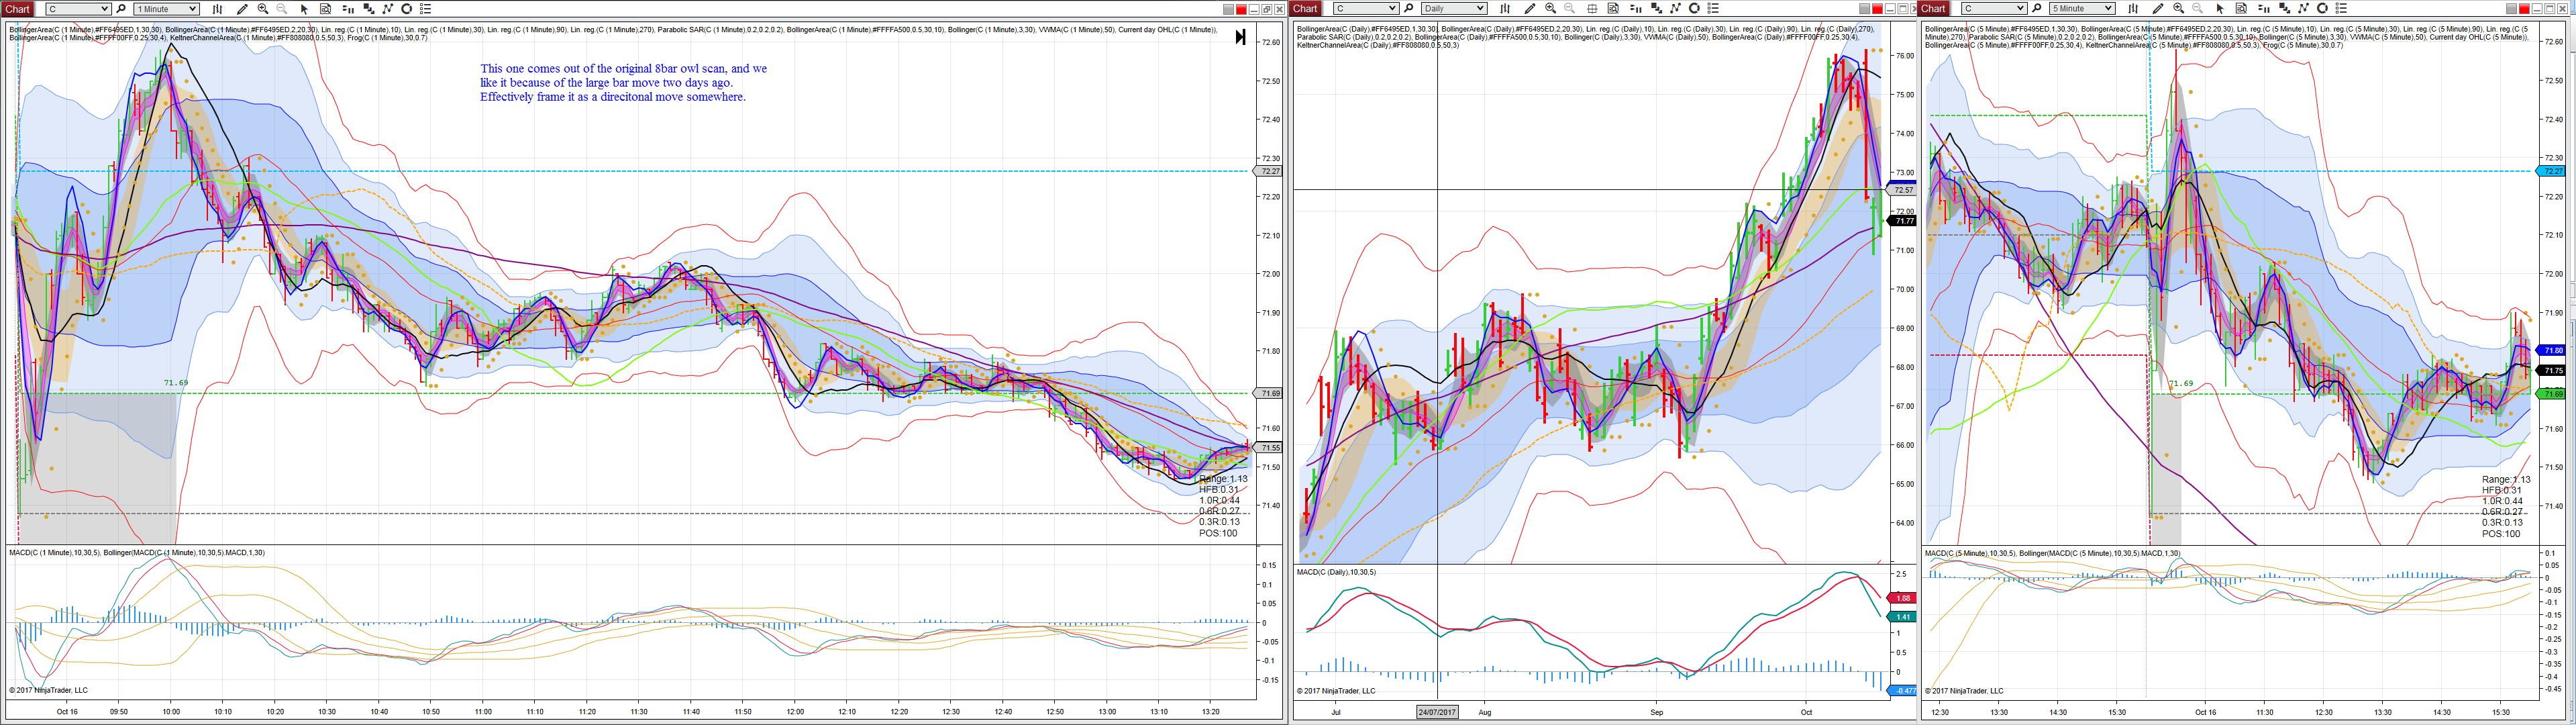 Chart
C
1 Minute
BollingerArea(C (1 Minute),#FF6495ED,1,30,30), BollingerArea(C (1 Minute),#FF6495ED,2,20,30), Lin. reg.(C (1 Minute),10), Lin. reg.(C (1 Minute),30), Lin. reg.(C (1 Minute),90), Lin. reg.(C (1 Minute),270), Parabolic SAR(C (1 Minute),0.2,0.2,0.2), BollingerArea(C (1 Minute),#FFFFA500,0.5,30,10), Bollinger(C (1 Minute),3,30), VWMA(C (1 Minute),50), Current day OHL(C (1 Minute)),
BollingerArea(C (1 Minute),#FFFF00FF,0.25,30,4), KeltnerChannelArea(C (1 Minute),#FF808080,0.5,50,3), Frog(C (1 Minute),30,0.7)
This one comes out of the original 8bar owl scan, and we
like it because of the large bar move two days ago.
Effectively frame it as a direcitonal move somewhere.
72.60
72.50
72.40
72.30
72.27
72.20
72.10
72.00
71.90
71.80
71.69
71.69
71.60
71.55
71.50
71.40
Range:1.13
HFB:0.31
1.0R:0.44
0.6R:0.27
0.3R:0.13
POS:100
MACD(C (1 Minute),10,30,5), Bollinger(MACD(C (1 Minute),10,30,5).MACD,1,30)
0.15
0.1
0.05
0
-0.05
-0.1
-0.15
© 2017 NinjaTrader, LLC
Oct 16
09:50
10:00
10:10
10:20
10:30
10:40
10:50
11:00
11:10
11:20
11:30
11:40
11:50
12:00
12:10
12:20
12:30
12:40
12:50
13:00
13:10
13:20
Chart
C
Daily
BollingerArea(C (Daily),#FF6495ED,1,30,30), BollingerArea(C (Daily),#FF6495ED,2,20,30), Lin. reg.(C (Daily),10), Lin. reg.(C (Daily),30), Lin. reg.(C (Daily),90), Lin. reg.(C (Daily),270),
Parabolic SAR(C (Daily),0.2,0.2,0.2), BollingerArea(C (Daily),#FFFFA500,0.5,30,10), Bollinger(C (Daily),3,30), VWMA(C (Daily),50), BollingerArea(C (Daily),#FFFF00FF,0.25,30,4),
KeltnerChannelArea(C (Daily),#FF808080,0.5,50,3)
76.00
75.00
74.00
73.00
72.57
72.00
71.77
71.00
70.00
69.00
68.00
67.00
66.00
65.00
64.00
MACD(C (Daily),10,30,5)
2.5
1.88
1.41
1
0.5
0
-0.477
© 2017 NinjaTrader, LLC
Jul
24/07/2017
Aug
Sep
Oct
Chart
C
5 Minute
BollingerArea(C (5 Minute),#FF6495ED,1,30,30), BollingerArea(C (5 Minute),#FF6495ED,2,20,30), Lin. reg.(C (5 Minute),10), Lin. reg.(C (5 Minute),30), Lin. reg.(C (5 Minute),90), Lin. reg.(C (5
Minute),270), Parabolic SAR(C (5 Minute),0.2,0.2,0.2), BollingerArea(C (5 Minute),#FFFFA500,0.5,30,10), Bollinger(C (5 Minute),3,30), VWMA(C (5 Minute),50), Current day OHL(C (5 Minute)),
BollingerArea(C (5 Minute),#FFFF00FF,0.25,30,4), KeltnerChannelArea(C (5 Minute),#FF808080,0.5,50,3), Frog(C (5 Minute),30,0.7)
72.60
72.50
72.40
72.30
72.27
72.20
72.10
72.00
71.90
71.80
71.75
71.69
71.69
71.60
71.50
71.40
Range:1.13
HFB:0.31
1.0R:0.44
0.6R:0.27
0.3R:0.13
POS:100
MACD(C (5 Minute),10,30,5), Bollinger(MACD(C (5 Minute),10,30,5).MACD,1,30)
0.1
0.05
0
-0.05
-0.1
-0.15
-0.2
-0.25
-0.3
-0.35
-0.4
-0.45
© 2017 NinjaTrader, LLC
12:30
13:30
14:30
15:30
Oct 16
11:30
12:30
13:30
14:30
15:30